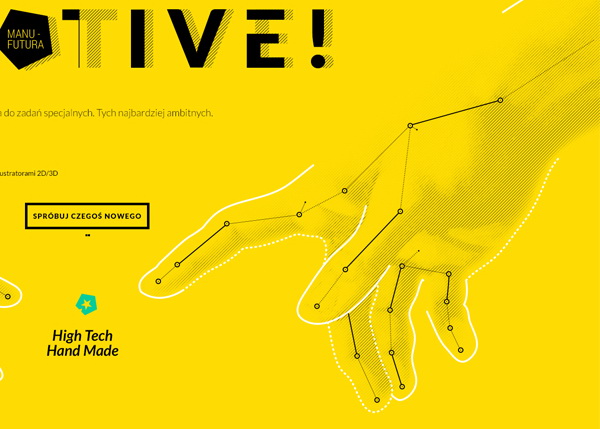 MANU-
FUTURA
TIVE!
do zadań specjalnych. Tych najbardziej ambitnych.
ustratorami 2D/3D
SPRÓBUJ CZEGOŚ NOWEGO
High Tech
Hand Made